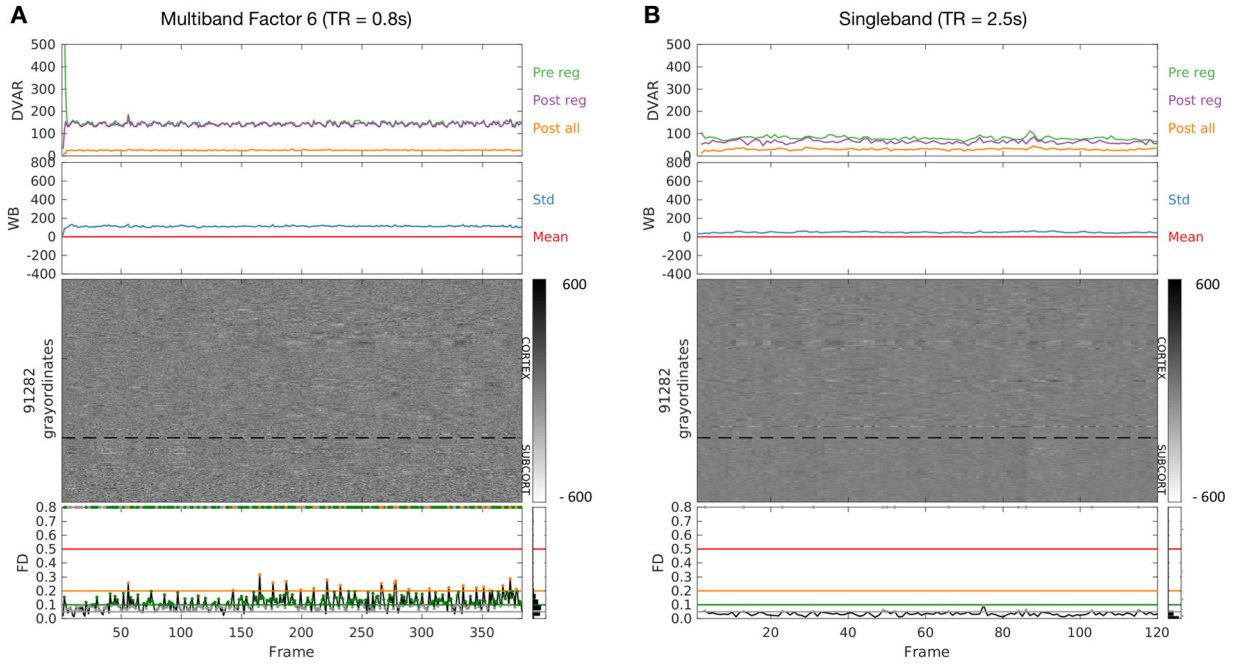 A
Multiband Factor 6 (TR = 0.8s)
DVAR
500
400
300
200
100
0
Pre reg
Post reg
Post all
WB
800
600
400
200
0
-200
-400
Std
Mean
91282
grayordinates
CORTEX
SUBCORT
600
- 600
FD
0.8
0.7
0.6
0.5
0.4
0.3
0.2
0.1
0.0
50 100 150 200 250 300 350
Frame
B
Singleband (TR = 2.5s)
DVAR
500
400
300
200
100
0
Pre reg
Post reg
Post all
WB
800
600
400
200
0
-200
-400
Std
Mean
91282
grayordinates
CORTEX
SUBCORT
600
- 600
FD
0.8
0.7
0.6
0.5
0.4
0.3
0.2
0.1
0.0
20 40 60 80 100 120
Frame